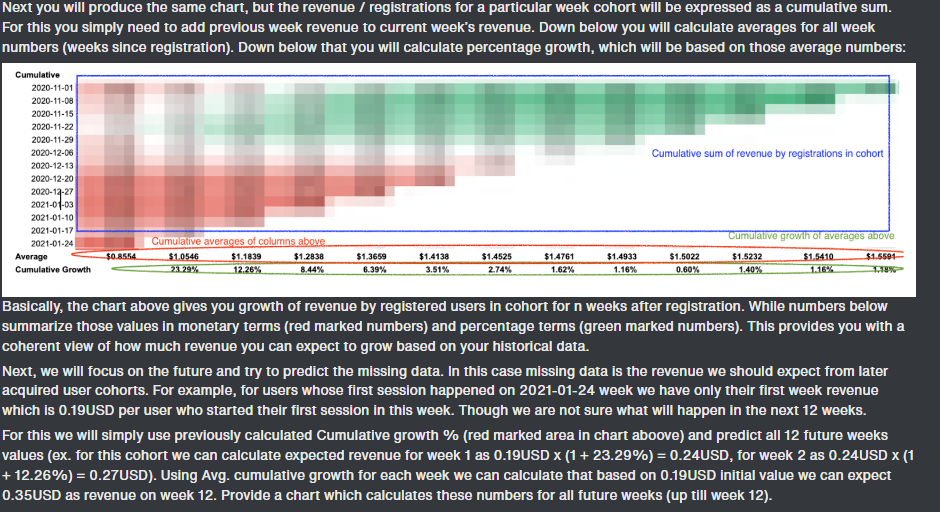 Next you will produce the same chart, but the revenue / registrations for a particular week cohort will be expressed as a cumulative sum.
For this you simply need to add previous week revenue to current week's revenue. Down below you will calculate averages for all week
numbers (weeks since registration). Down below that you will calculate percentage growth, which will be based on those average numbers:
Cumulative
2020-11-01
2020-11-08
2020-11-15
2020-11-22
2020-11-29
2020-12-06
2020-12-13
Cumulative sum of revenue by registrations in cohort
2020-12-20
2020-12-27
2021-01-03
2021-01-10
2021-01-17
Cumulative growth of averages above
2021-01-24
Cumulative averages of columns above
Average $0.8554 $1.0546 $1.1839 $1.2838 $1.3659 $1.4138 $1.4525 $1.4761 $1.4933 $1.5022 $1.5232 $1.5410 $1.5591
Cumulative Growth 23.29% 12.26% 8.44% 6.39% 3.51% 2.74% 1.62% 1.16% 0.60% 1.40% 1.16% 1.18%
Basically, the chart above gives you growth of revenue by registered users in cohort for n weeks after registration. While numbers below
summarize those values in monetary terms (red marked numbers) and percentage terms (green marked numbers). This provides you with a
coherent view of how much revenue you can expect to grow based on your historical data.
Next, we will focus on the future and try to predict the missing data. In this case missing data is the revenue we should expect from later
acquired user cohorts. For example, for users whose first session happened on 2021-01-24 week we have only their first week revenue
which is 0.19USD per user who started their first session in this week. Though we are not sure what will happen in the next 12 weeks.
For this we will simply use previously calculated Cumulative growth % (red marked area in chart aboove) and predict all 12 future weeks
values (ex. for this cohort we can calculate expected revenue for week 1 as 0.19USD x (1 + 23.29%) = 0.24USD, for week 2 as 0.24USD x (1
+ 12.26%) = 0.27USD). Using Avg. cumulative growth for each week we can calculate that based on 0.19USD initial value we can expect
0.35USD as revenue on week 12. Provide a chart which calculates these numbers for all future weeks (up till week 12).